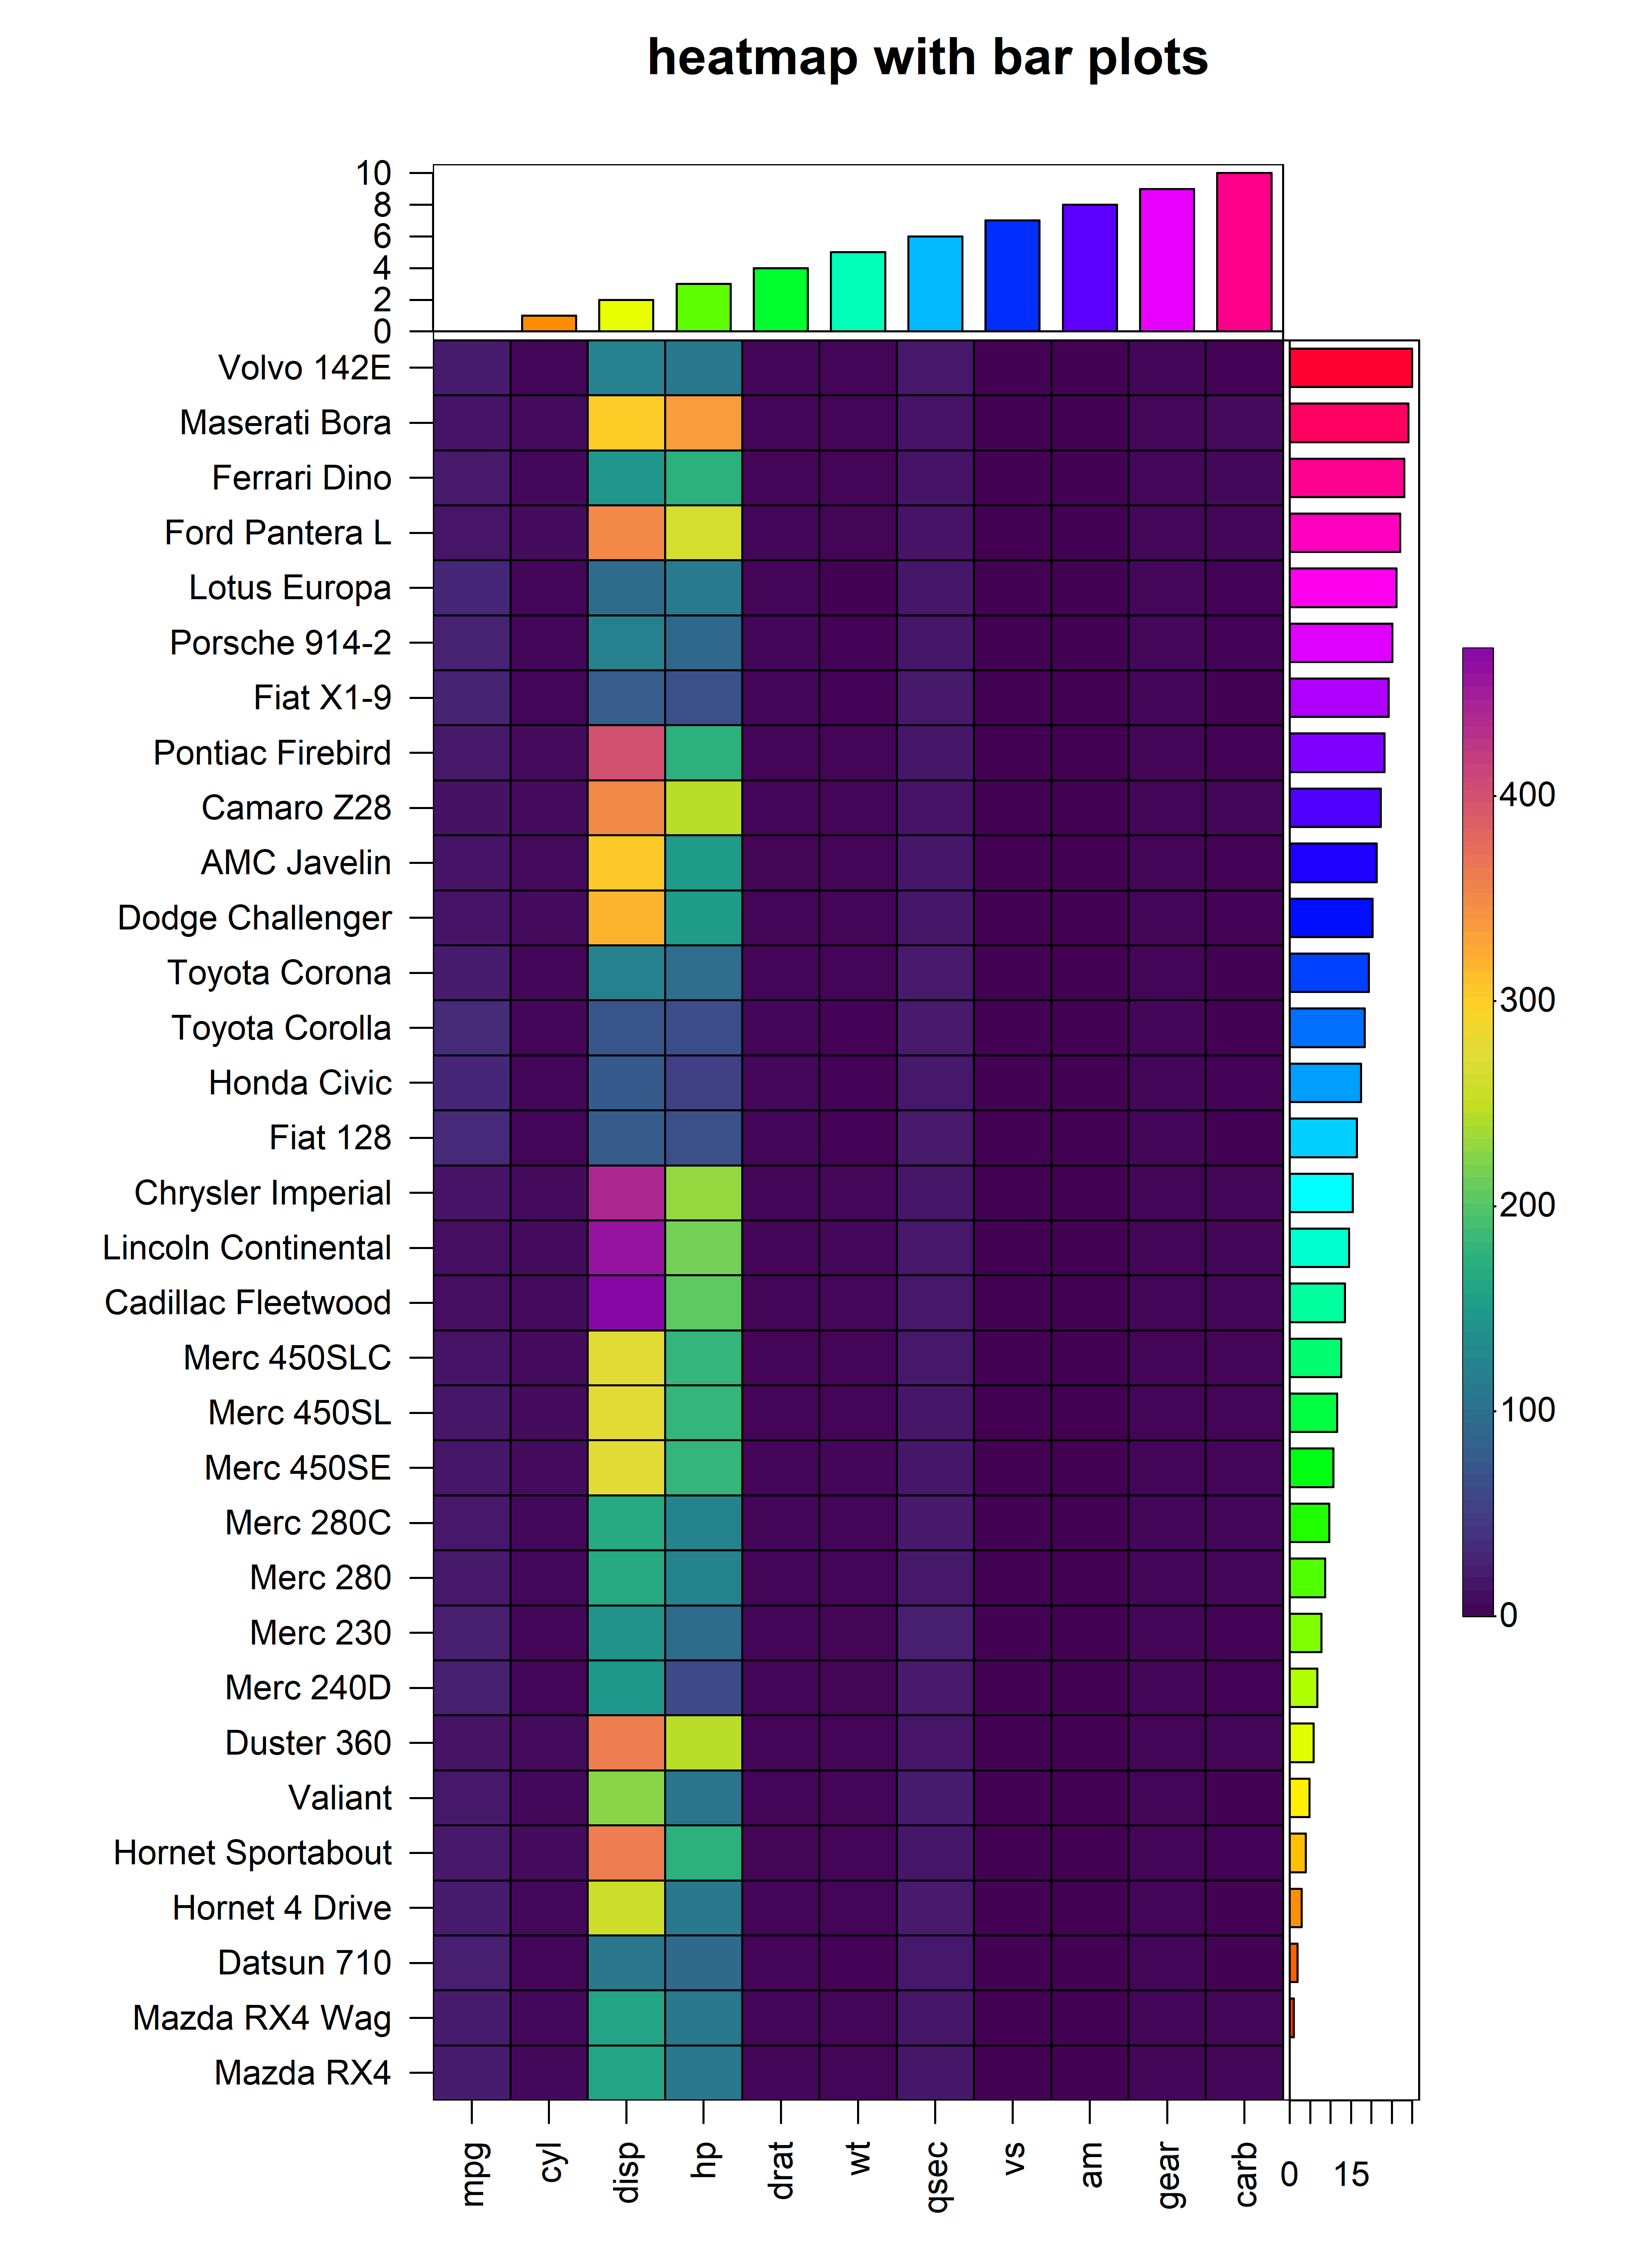 heatmap with bar plots
10
8
6
4
2
0
Volvo 142E
Maserati Bora
Ferrari Dino
Ford Pantera L
Lotus Europa
Porsche 914-2
Fiat X1-9
Pontiac Firebird
Camaro Z28
AMC Javelin
Dodge Challenger
Toyota Corona
Toyota Corolla
Honda Civic
Fiat 128
Chrysler Imperial
Lincoln Continental
Cadillac Fleetwood
Merc 450SLC
Merc 450SL
Merc 450SE
Merc 280C
Merc 280
Merc 230
Merc 240D
Duster 360
Valiant
Hornet Sportabout
Hornet 4 Drive
Datsun 710
Mazda RX4 Wag
Mazda RX4
mpg
cyl
disp
hp
drat
wt
qsec
vs
am
gear
carb
0 15
400
300
200
100
0